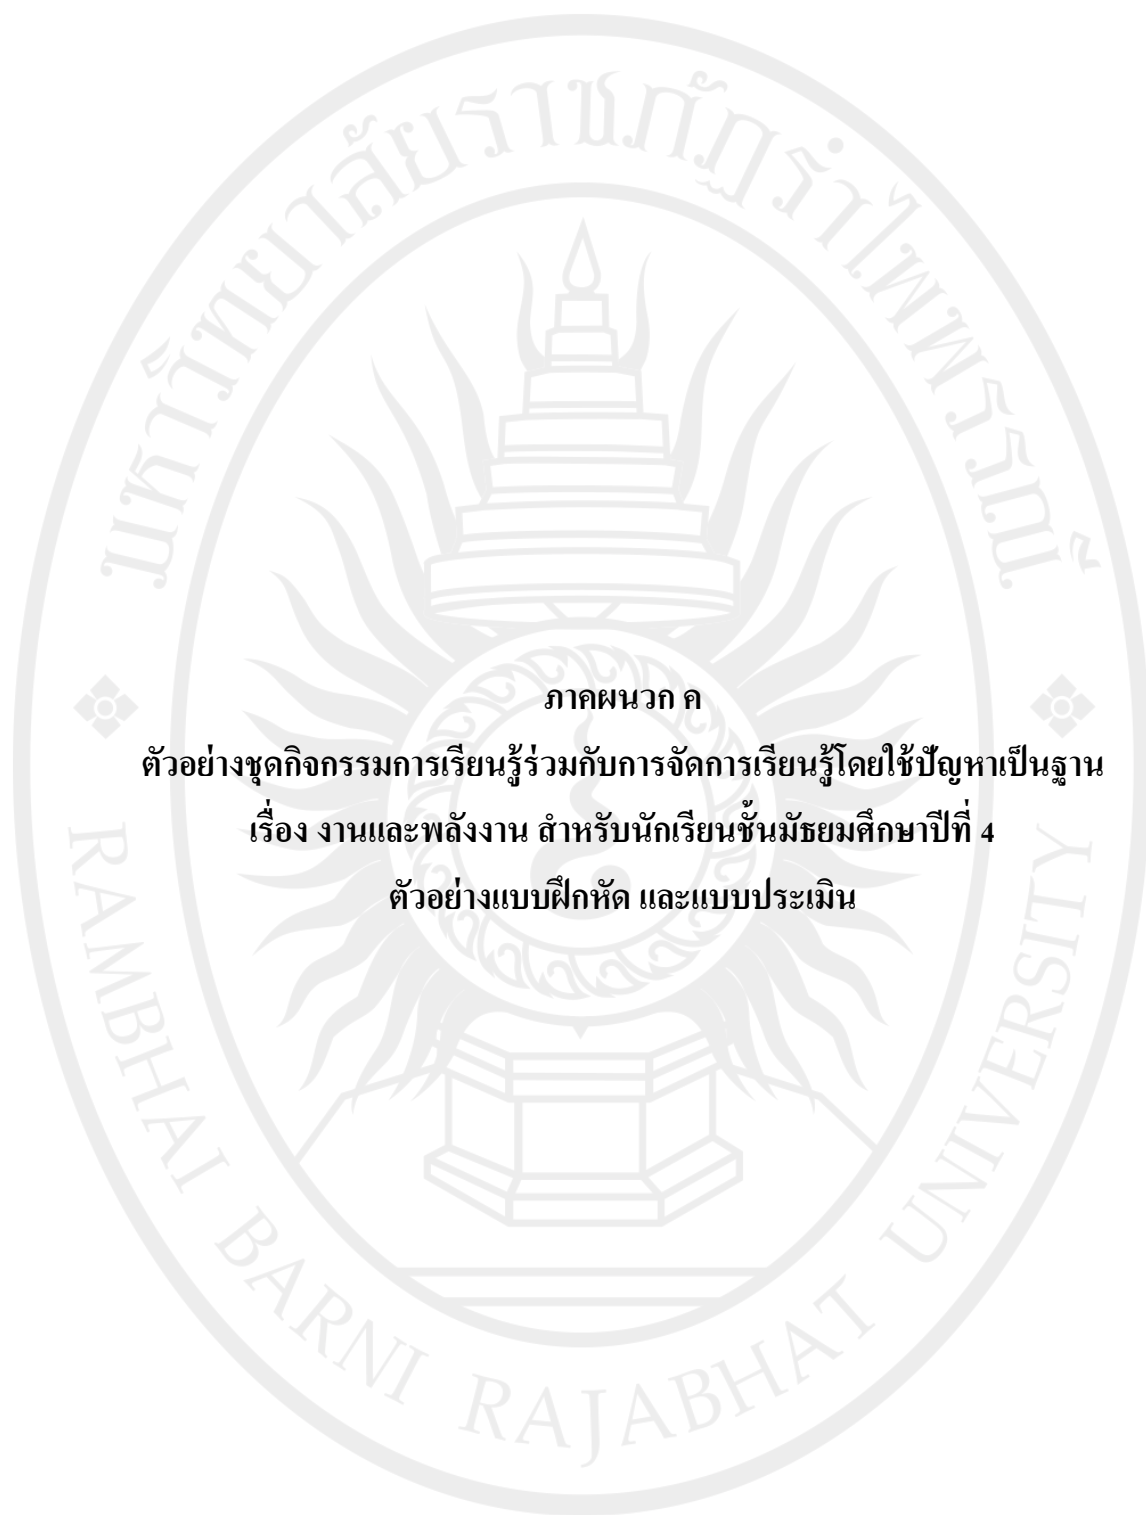 มหาวิทยาลัยราชภัฏรำไพพรรณี
ภาคผนวก ค
ตัวอย่างชุดกิจกรรมการเรียนรู้ร่วมกับการจัดการเรียนรู้โดยใช้ปัญหาเป็นฐาน
เรื่อง งานและพลังงาน สำหรับนักเรียนชั้นมัธยมศึกษาปีที่ 4
ตัวอย่างแบบฝึกหัด และแบบประเมิน
RAMBHAI BARNI RAJABHAT UNIVERSITY